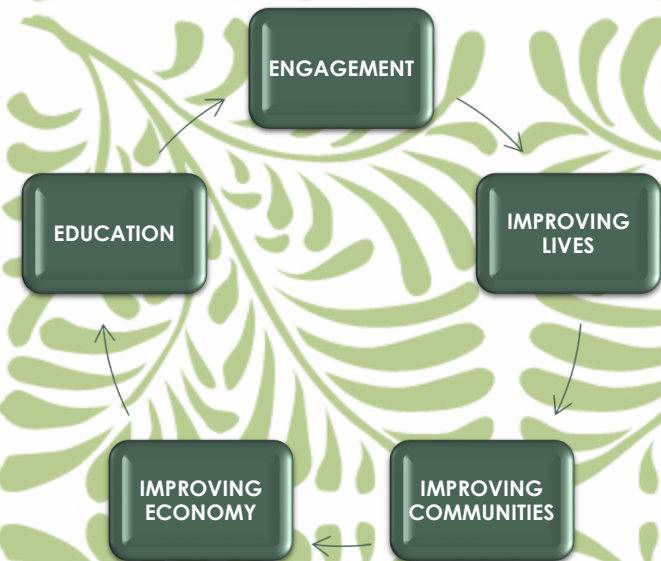 ENGAGEMENT
IMPROVING
LIVES
IMPROVING
COMMUNITIES
IMPROVING
ECONOMY
EDUCATION